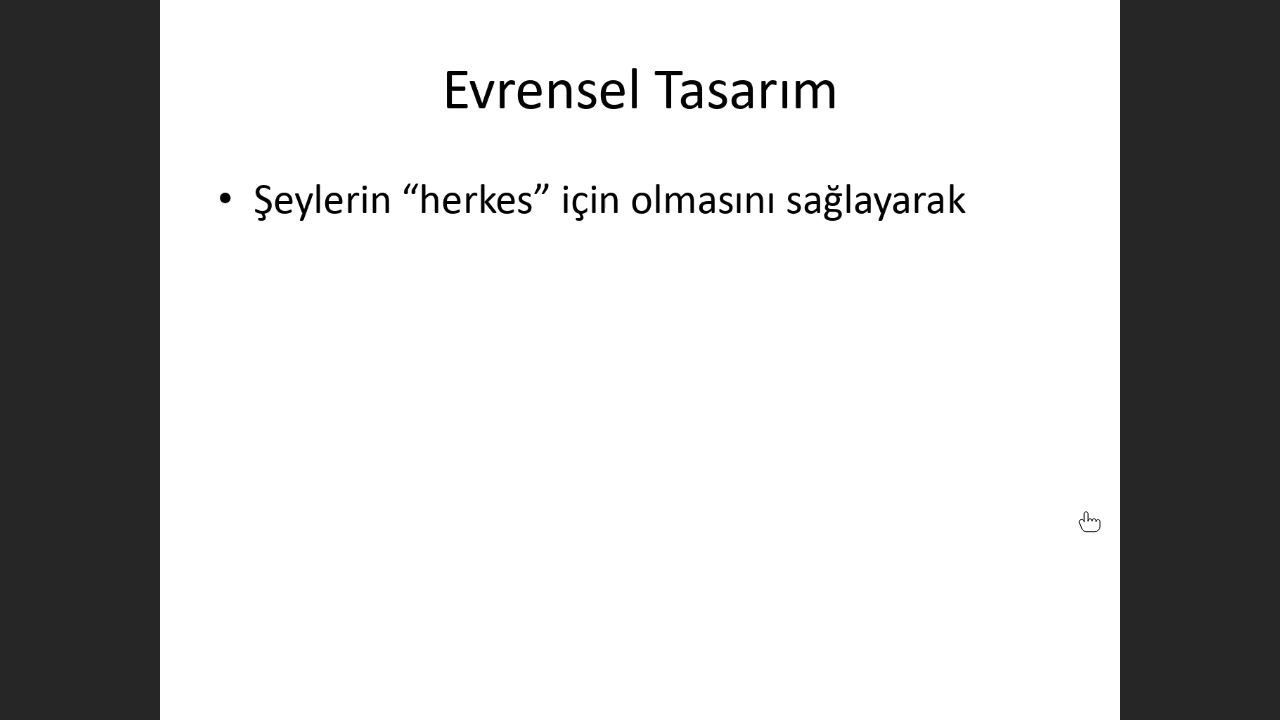 Evrensel Tasarım
• Şeylerin “herkes” için olmasını sağlayarak